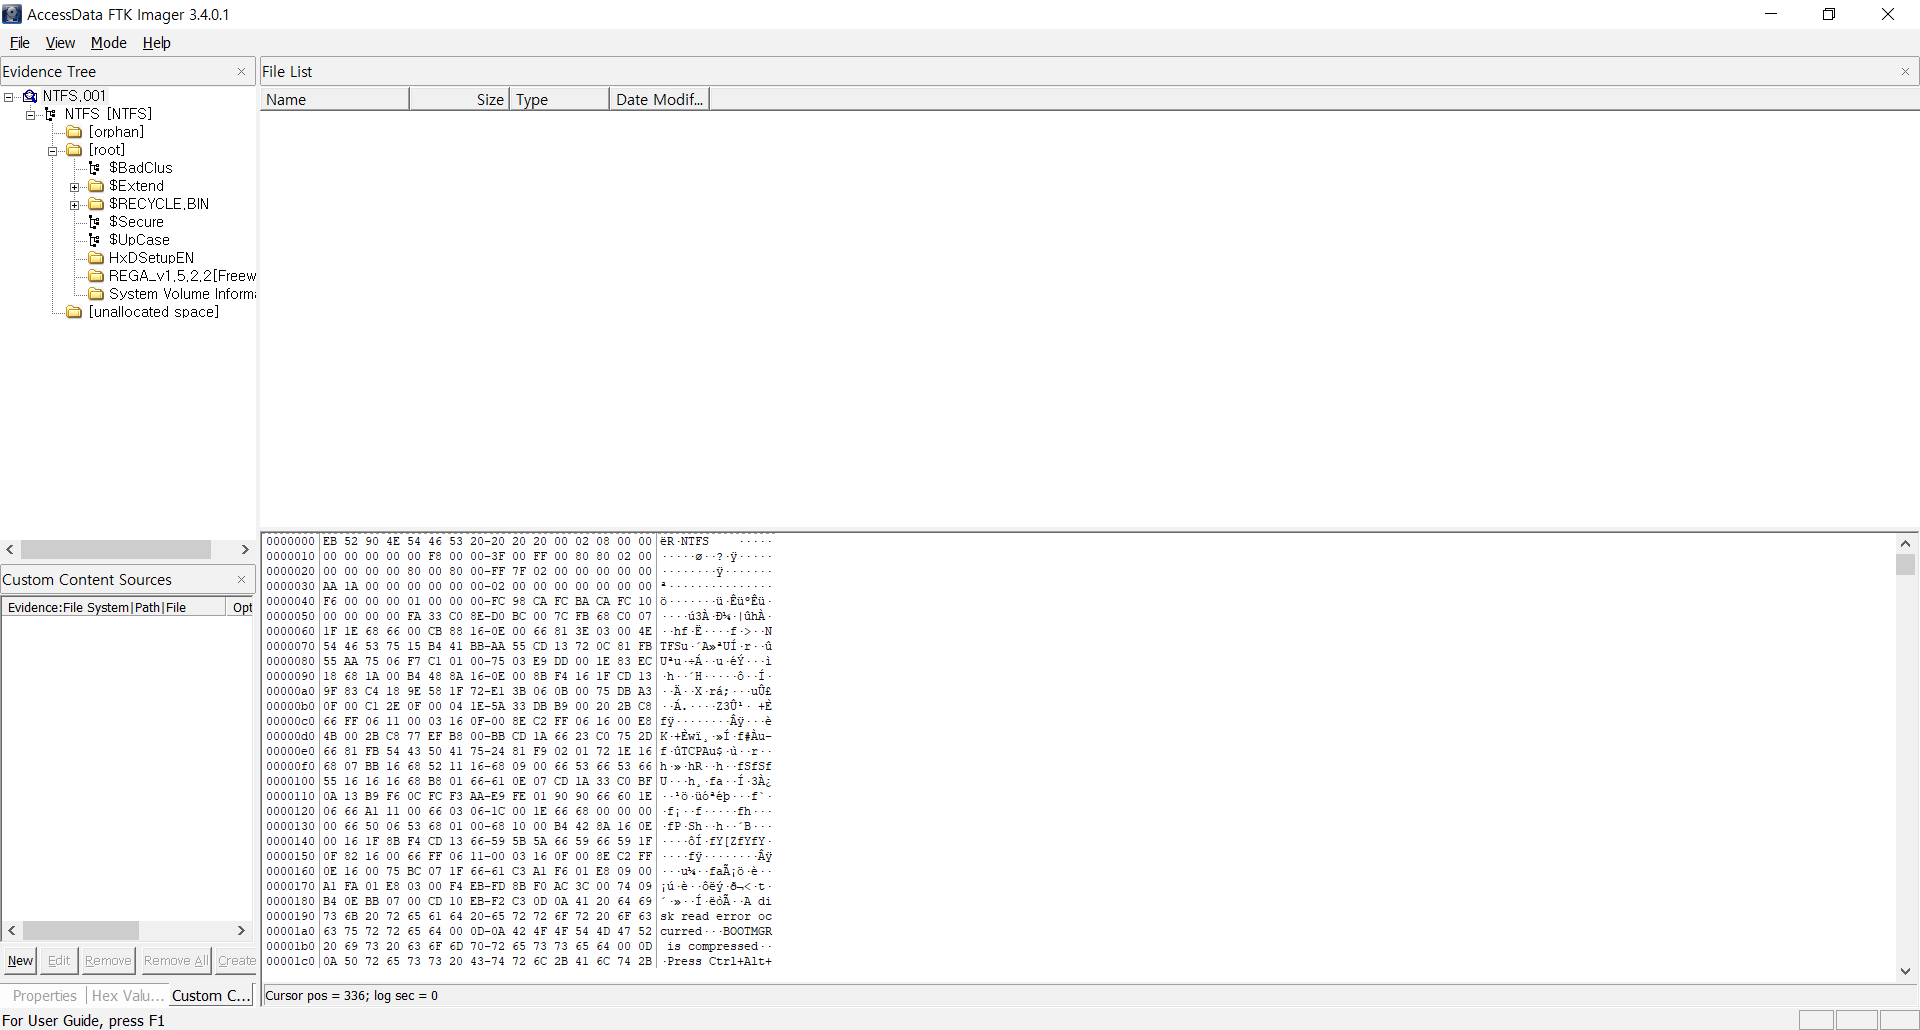 AccessData FTK Imager 3.4.0.1
File View Mode Help
Evidence Tree
NTFS.001
NTFS [NTFS]
[orphan]
[root]
$BadClus
$Extend
$RECYCLE.BIN
$Secure
$UpCase
HxDSetupEN
REGA_v1.5.2.2[Freew
System Volume Inform
[unallocated space]
Custom Content Sources
Evidence:File System|Path|File Opt
New Edit Remove Remove All Create
Properties Hex Valu... Custom C...
File List
Name Size Type Date Modif...
0000000 EB 52 90 4E 54 46 53 20-20 20 20 00 02 08 00 00 ëR·NTFS    ·····
0000010 00 00 00 00 00 F8 00 00-3F 00 FF 00 80 80 02 00 ·····ø··?·ÿ·····
0000020 00 00 00 00 80 00 80 00-FF 7F 02 00 00 00 00 00 ········ÿ·······
0000030 AA 1A 00 00 00 00 00 00-02 00 00 00 00 00 00 00 ª···············
0000040 F6 00 00 00 01 00 00 00-FC 98 CA FC BA CA FC 10 ö·······ü·ÊüºÊü·
0000050 00 00 00 00 FA 33 C0 8E-D0 BC 00 7C FB 68 C0 07 ····ú3À·Ð¼·|ûhÀ·
0000060 1F 1E 68 66 00 CB 88 16-0E 00 66 81 3E 03 00 4E ··hf·Ë····f·>··N
0000070 54 46 53 75 15 B4 41 BB-AA 55 CD 13 72 0C 81 FB TFSu·´A»ªUÍ·r··û
0000080 55 AA 75 06 F7 C1 01 00-75 03 E9 DD 00 1E 83 EC Uªu·÷Á··u·éÝ···ì
0000090 18 68 1A 00 B4 48 8A 16-0E 00 8B F4 16 1F CD 13 ·h··´H·····ô··Í·
00000a0 9F 83 C4 18 9E 58 1F 72-E1 3B 06 0B 00 75 DB A3 ··Ä··X·rá;···uÛ£
00000b0 0F 00 C1 2E 0F 00 04 1E-5A 33 DB B9 00 20 2B C8 ··Á.····Z3Û¹· +È
00000c0 66 FF 06 11 00 03 16 0F-00 8E C2 FF 06 16 00 E8 fÿ········Âÿ···è
00000d0 4B 00 2B C8 77 EF B8 00-BB CD 1A 66 23 C0 75 2D K·+Èwï¸·»Í·f#Àu-
00000e0 66 81 FB 54 43 50 41 75-24 81 F9 02 01 72 1E 16 f·ûTCPAu$·ù··r··
00000f0 68 07 BB 16 68 52 11 16-68 09 00 66 53 66 53 66 h·»·hR··h··fSfSf
0000100 55 16 16 16 68 B8 01 66-61 0E 07 CD 1A 33 C0 BF U···h¸·fa··Í·3À¿
0000110 0A 13 B9 F6 0C FC F3 AA-E9 FE 01 90 90 66 60 1E ··¹ö·üóªéþ···f`·
0000120 06 66 A1 11 00 66 03 06-1C 00 1E 66 68 00 00 00 ·f¡··f·····fh···
0000130 00 66 50 06 53 68 01 00-68 10 00 B4 42 8A 16 0E ·fP·Sh··h··´B···
0000140 00 16 1F 8B F4 CD 13 66-59 5B 5A 66 59 66 59 1F ····ôÍ·fY[ZfYfY·
0000150 0F 82 16 00 66 FF 06 11-00 03 16 0F 00 8E C2 FF ····fÿ········Âÿ
0000160 0E 16 00 75 BC 07 1F 66-61 C3 A1 F6 01 E8 09 00 ···u¼··faÃ¡ö·è··
0000170 A1 FA 01 E8 03 00 F4 EB-FD 8B F0 AC 3C 00 74 09 ¡ú·è··ôëý·ð¬<·t·
0000180 B4 0E BB 07 00 CD 10 EB-F2 C3 0D 0A 41 20 64 69 ´·»··Í·ëòÃ··A di
0000190 73 6B 20 72 65 61 64 20-65 72 72 6F 72 20 6F 63 sk read error oc
00001a0 63 75 72 72 65 64 00 0D-0A 42 4F 4F 54 4D 47 52 curred···BOOTMGR
00001b0 20 69 73 20 63 6F 6D 70-72 65 73 73 65 64 00 0D  is compressed··
00001c0 0A 50 72 65 73 73 20 43-74 72 6C 2B 41 6C 74 2B ·Press Ctrl+Alt+
Cursor pos = 336; log sec = 0
For User Guide, press F1